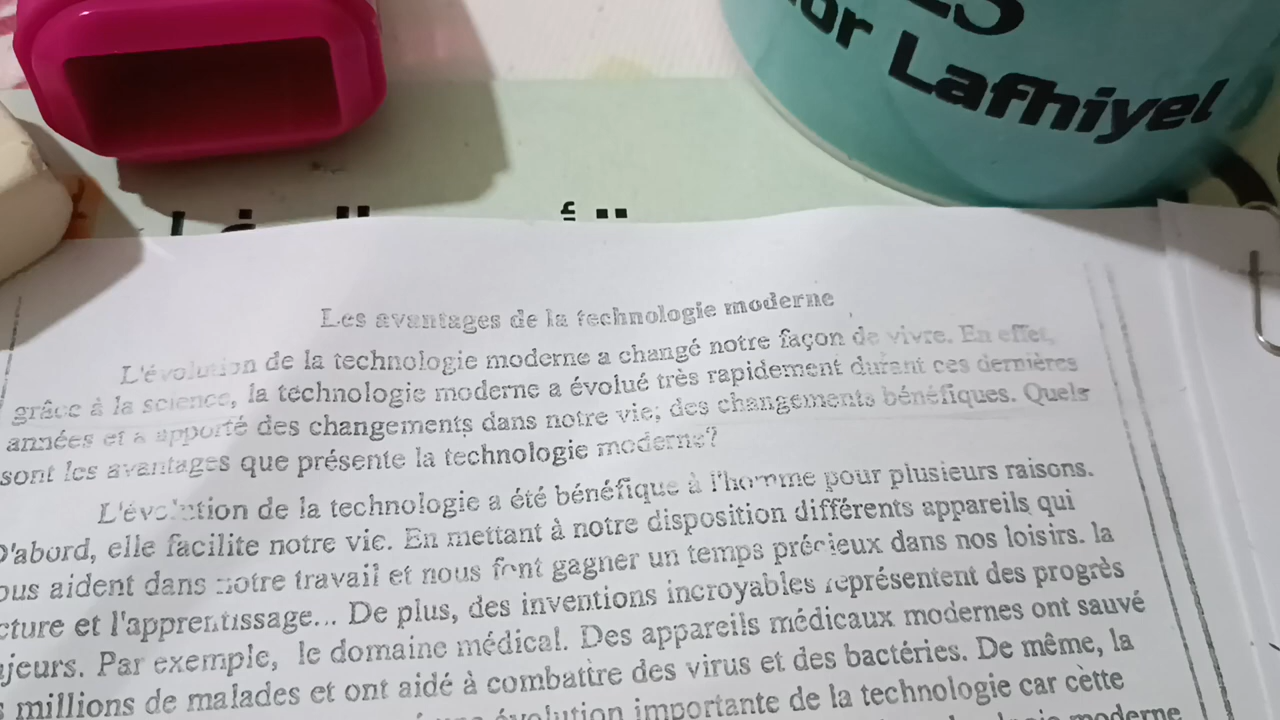 or Lafhiyel
Les avantages de la technologie moderne
L'évolution de la technologie moderne a changé notre façon de vivre. En effet,
grâce à la science, la technologie moderne a évolué très rapidement durant ces dernières
années et a apporté des changements dans notre vie; des changements bénéfiques. Quels
sont les avantages que présente la technologie moderne?
L'évolution de la technologie a été bénéfique à l'homme pour plusieurs raisons.
D'abord, elle facilite notre vie. En mettant à notre disposition différents appareils qui
ous aident dans notre travail et nous font gagner un temps précieux dans nos loisirs. la
cture et l'apprentissage... De plus, des inventions incroyables représentent des progrès
ajeurs. Par exemple, le domaine médical. Des appareils médicaux modernes ont sauvé
s millions de malades et ont aidé à combattre des virus et des bactéries. De même, la
évolution importante de la technologie car cètte
moderne